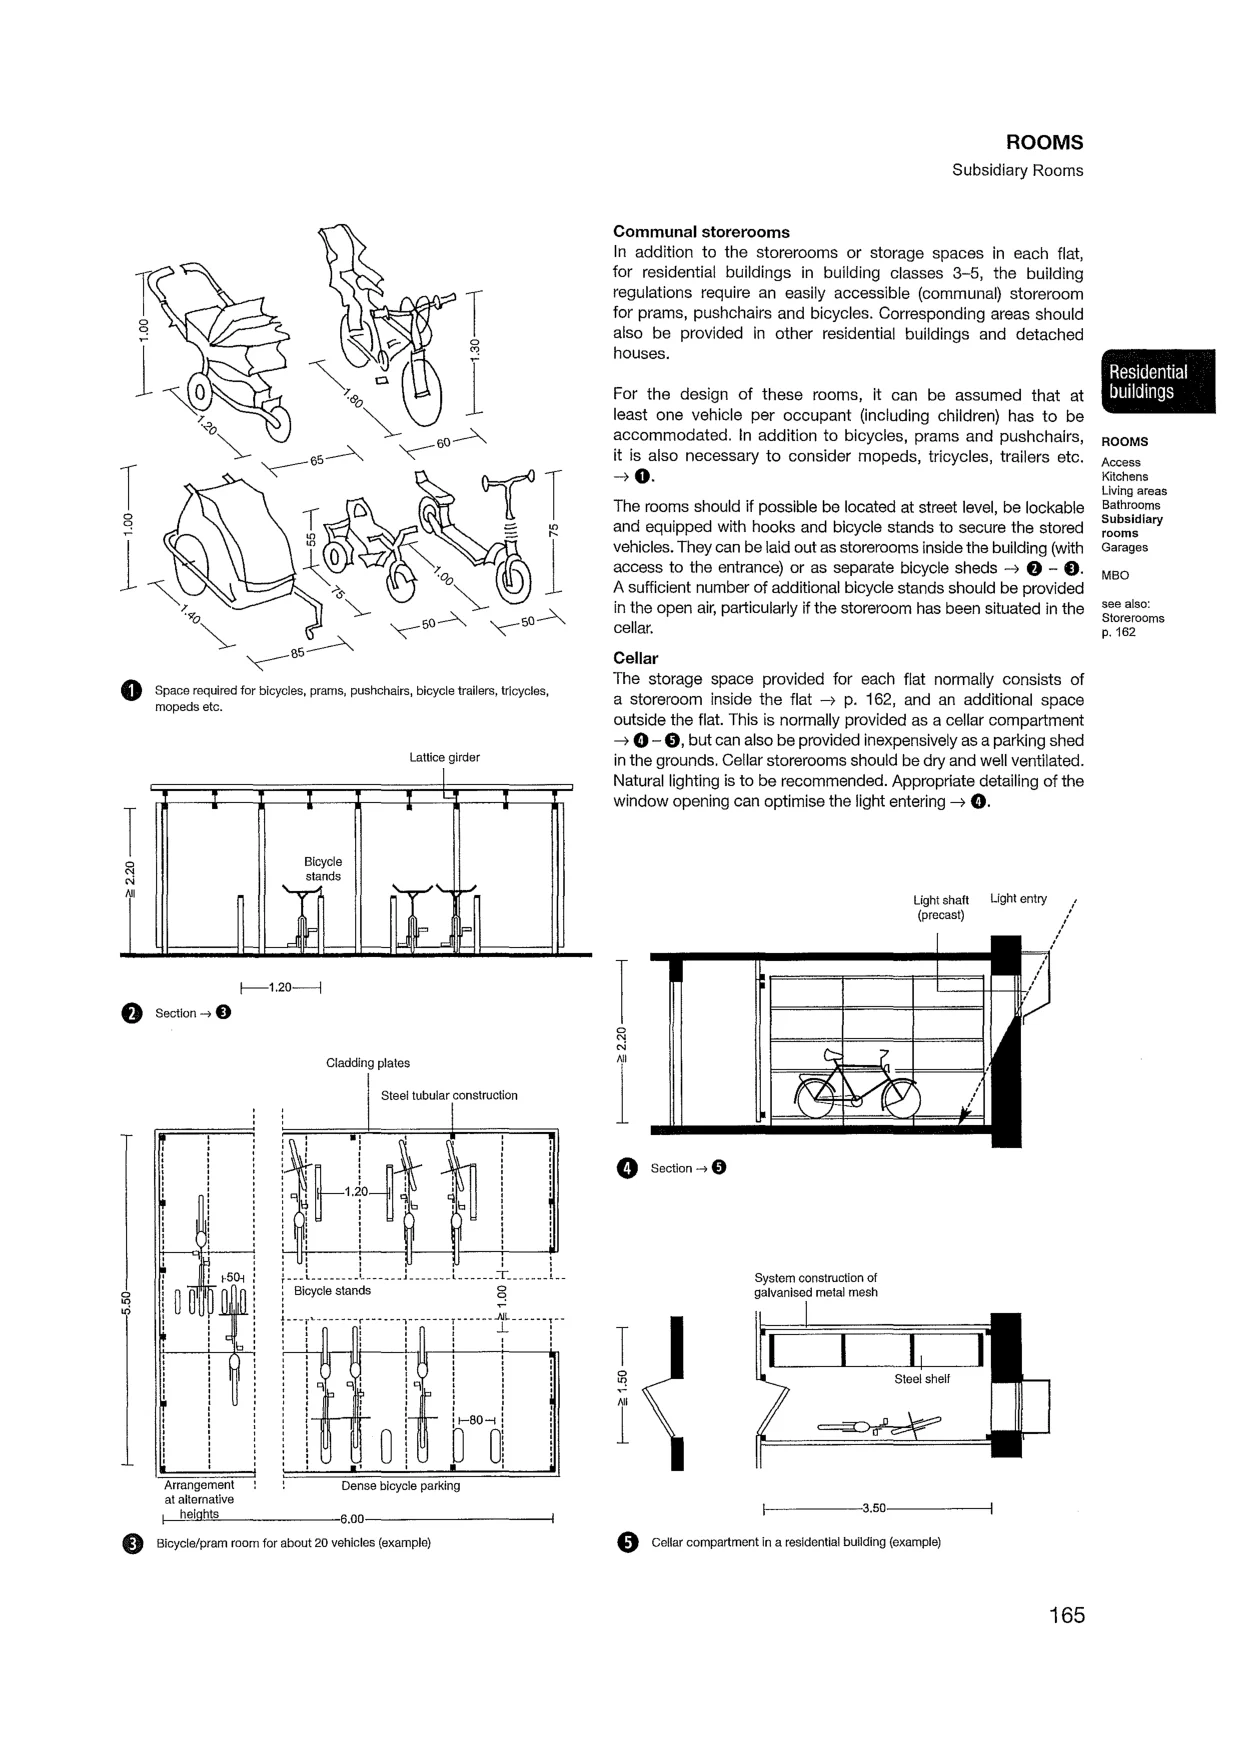 ROOMS
Subsidiary Rooms
1.00
1.20
65
1.80
60
1.30
1.00
1.40
85
55
75
50
1.00
50
75
❶ Space required for bicycles, prams, pushchairs, bicycle trailers, tricycles,
mopeds etc.
Lattice girder
Bicycle
stands
≥ 2.20
1.20
❷ Section → ❸
Cladding plates
Steel tubular construction
1.20
50
Bicycle stands
≥ 1.00
5.50
80
Arrangement
at alternative
heights
Dense bicycle parking
6.00
❸ Bicycle/pram room for about 20 vehicles (example)
Communal storerooms
In addition to the storerooms or storage spaces in each flat,
for residential buildings in building classes 3–5, the building
regulations require an easily accessible (communal) storeroom
for prams, pushchairs and bicycles. Corresponding areas should
also be provided in other residential buildings and detached
houses.
For the design of these rooms, it can be assumed that at
least one vehicle per occupant (including children) has to be
accommodated. In addition to bicycles, prams and pushchairs,
it is also necessary to consider mopeds, tricycles, trailers etc.
→ ❶.
The rooms should if possible be located at street level, be lockable
and equipped with hooks and bicycle stands to secure the stored
vehicles. They can be laid out as storerooms inside the building (with
access to the entrance) or as separate bicycle sheds → ❷ – ❸.
A sufficient number of additional bicycle stands should be provided
in the open air, particularly if the storeroom has been situated in the
cellar.
Cellar
The storage space provided for each flat normally consists of
a storeroom inside the flat → p. 162, and an additional space
outside the flat. This is normally provided as a cellar compartment
→ ❹ – ❺, but can also be provided inexpensively as a parking shed
in the grounds. Cellar storerooms should be dry and well ventilated.
Natural lighting is to be recommended. Appropriate detailing of the
window opening can optimise the light entering → ❹.
Light shaft
(precast)
Light entry
≥ 2.20
❹ Section → ❺
System construction of
galvanised metal mesh
Steel shelf
≥ 1.50
3.50
❺ Cellar compartment in a residential building (example)
Residential
buildings
ROOMS
Access
Kitchens
Living areas
Bathrooms
Subsidiary
rooms
Garages
MBO
see also:
Storerooms
p. 162
165